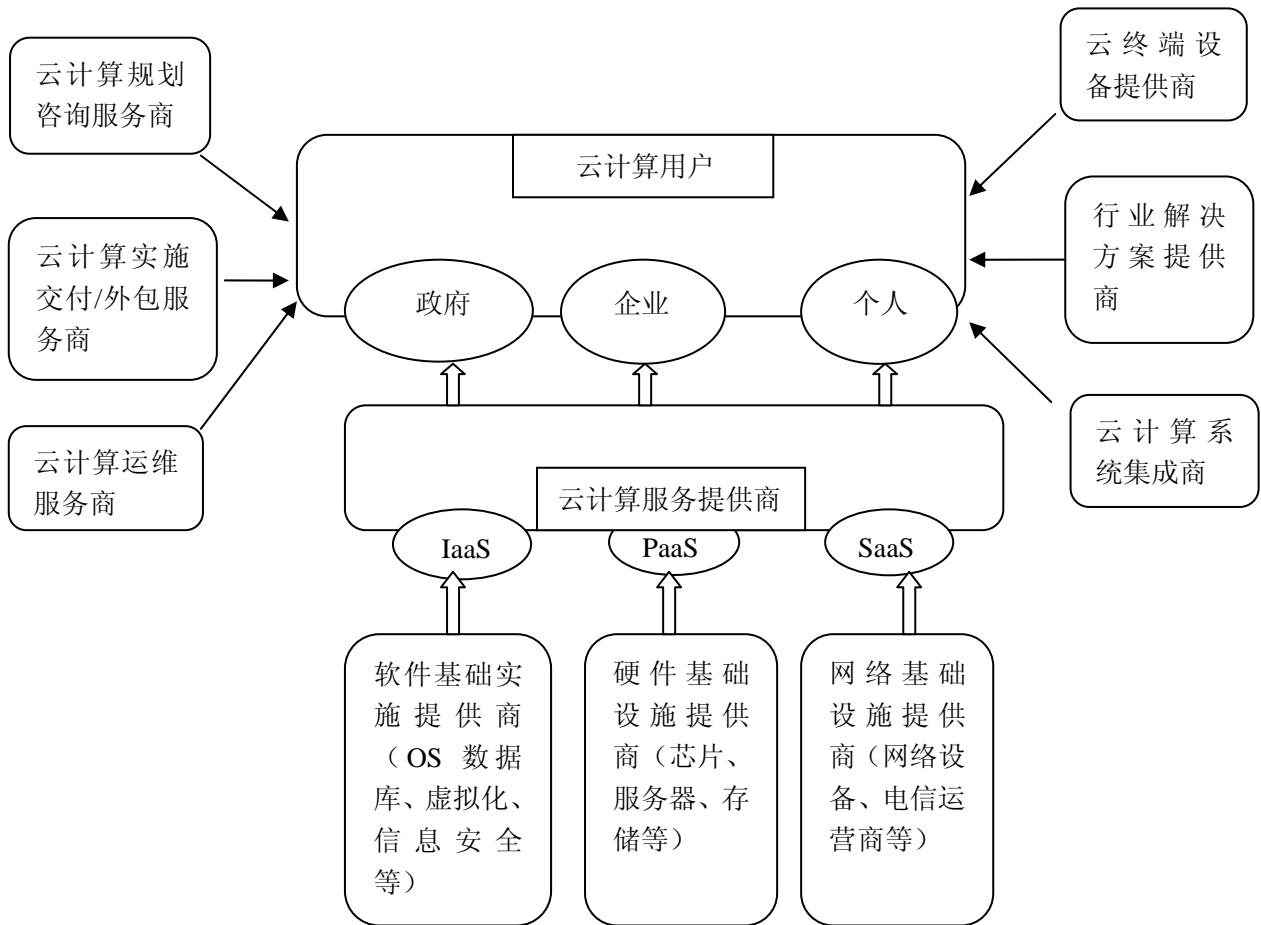 云计算规划
咨询服务商
云终端设
备提供商
云计算用户
行业解决
方案提供
商
云计算实施
交付/外包服
务商
政府
企业
个人
云计算系
统集成商
云计算运维
服务商
云计算服务提供商
IaaS
PaaS
SaaS
软件基础实
施提供商
（OS 数据
库、虚拟化、
信息安全
等）
硬件基础
设施提供
商（芯片、
服务器、存
储等）
网络基础
设施提供
商（网络设
备、电信运
营商等）